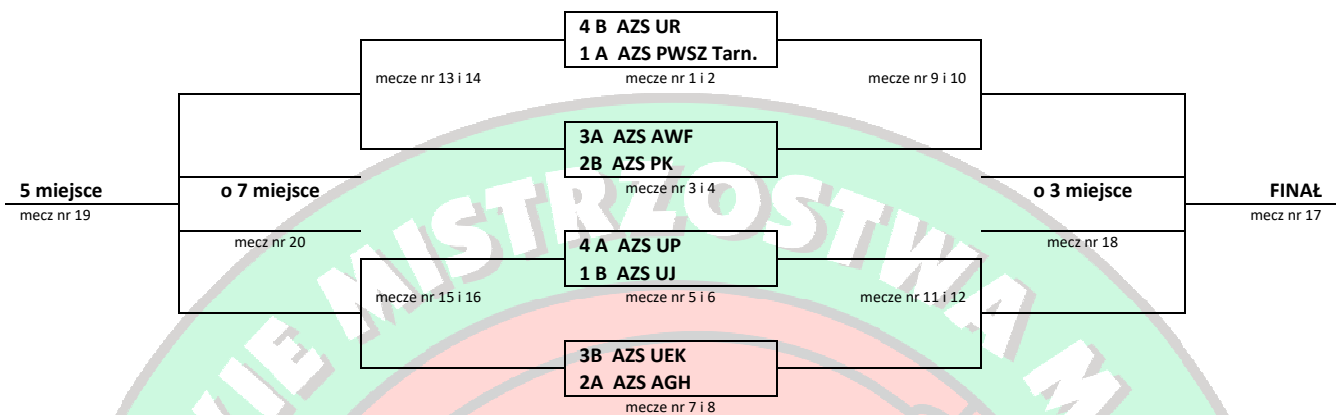 4 B AZS UR
1 A AZS PWSZ Tarn.
mecze nr 13 i 14
mecze nr 1 i 2
mecze nr 9 i 10
3A AZS AWF
2B AZS PK
5 miejsce
o 7 miejsce
mecze nr 3 i 4
o 3 miejsce
FINAŁ
mecz nr 19
mecz nr 17
mecz nr 20
4 A AZS UP
mecz nr 18
1 B AZS UJ
mecze nr 15 i 16
mecze nr 5 i 6
mecze nr 11 i 12
3B AZS UEK
2A AZS AGH
mecze nr 7 i 8
MISTRZOSTWA